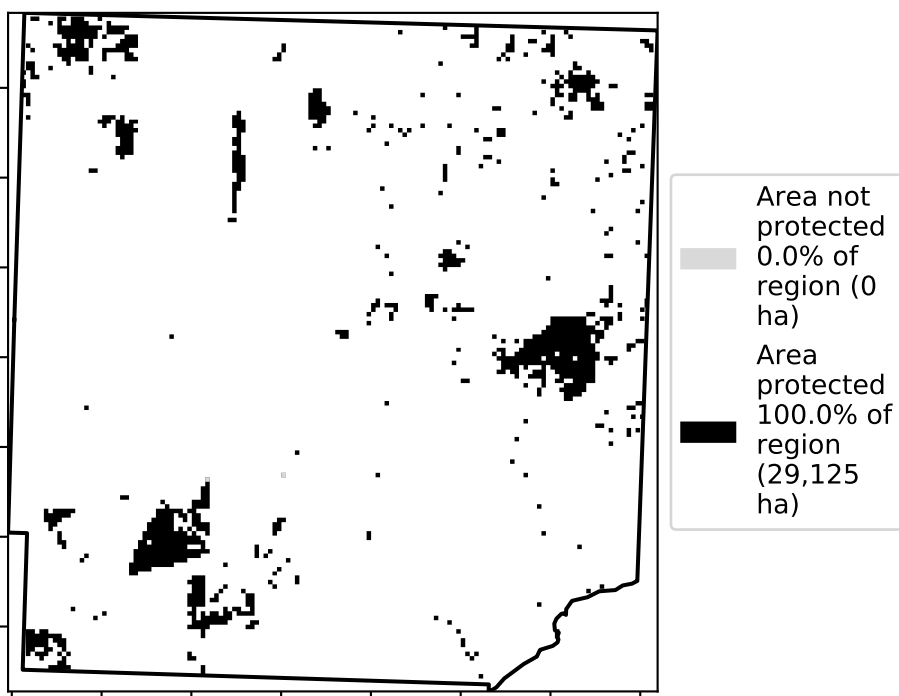 Area not
protected
0.0% of
region (0
ha)
Area
protected
100.0% of
region
(29,125
ha)